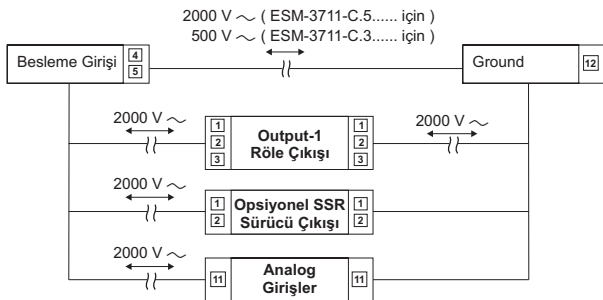 2000 V ~ ( ESM-3711-C.5...... için )
500 V ~ ( ESM-3711-C.3...... için )
Besleme Girişi 4 5
Ground 12
2000 V ~
2000 V ~
1 2 3 Output-1 Röle Çıkışı 1 2 3
2000 V ~
1 2 Opsiyonel SSR Sürücü Çıkışı 1 2
2000 V ~
11 Analog Girişler 11